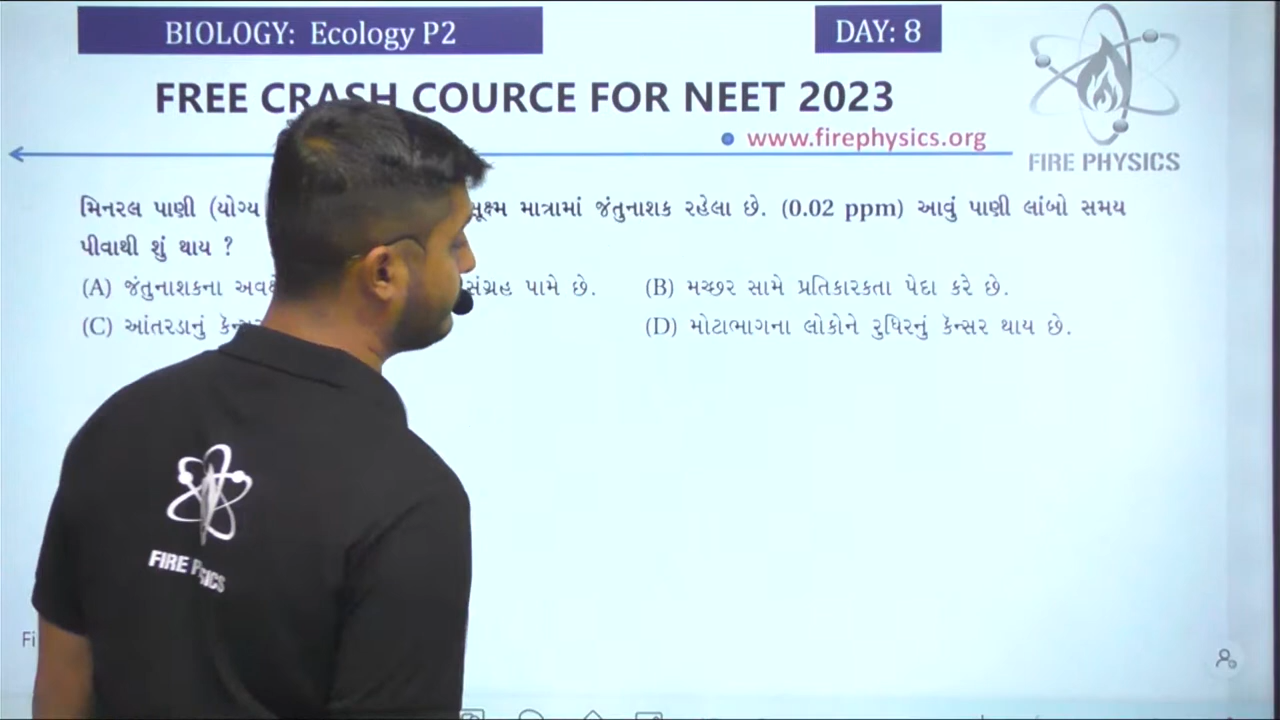 BIOLOGY: Ecology P2
DAY: 8
FREE CRASH COURCE FOR NEET 2023
www.firephysics.org
FIRE PHYSICS
મિનરલ પાણી (યોગ્ય માત્રામાં જંતુનાશક રહેલા છે. (0.02 ppm) આવું પાણી લાંબો સમય
પીવાથી શું થાય ?
(A) જંતુનાશકના સંગ્રહ પામે છે.
(B) મચ્છર સામે પ્રતિકારકતા પેદા કરે છે.
(C) આંતરડાનું
(D) મોટાભાગના લોકોને રુધિરનું કૅન્સર થાય છે.
FIRE PHYSICS